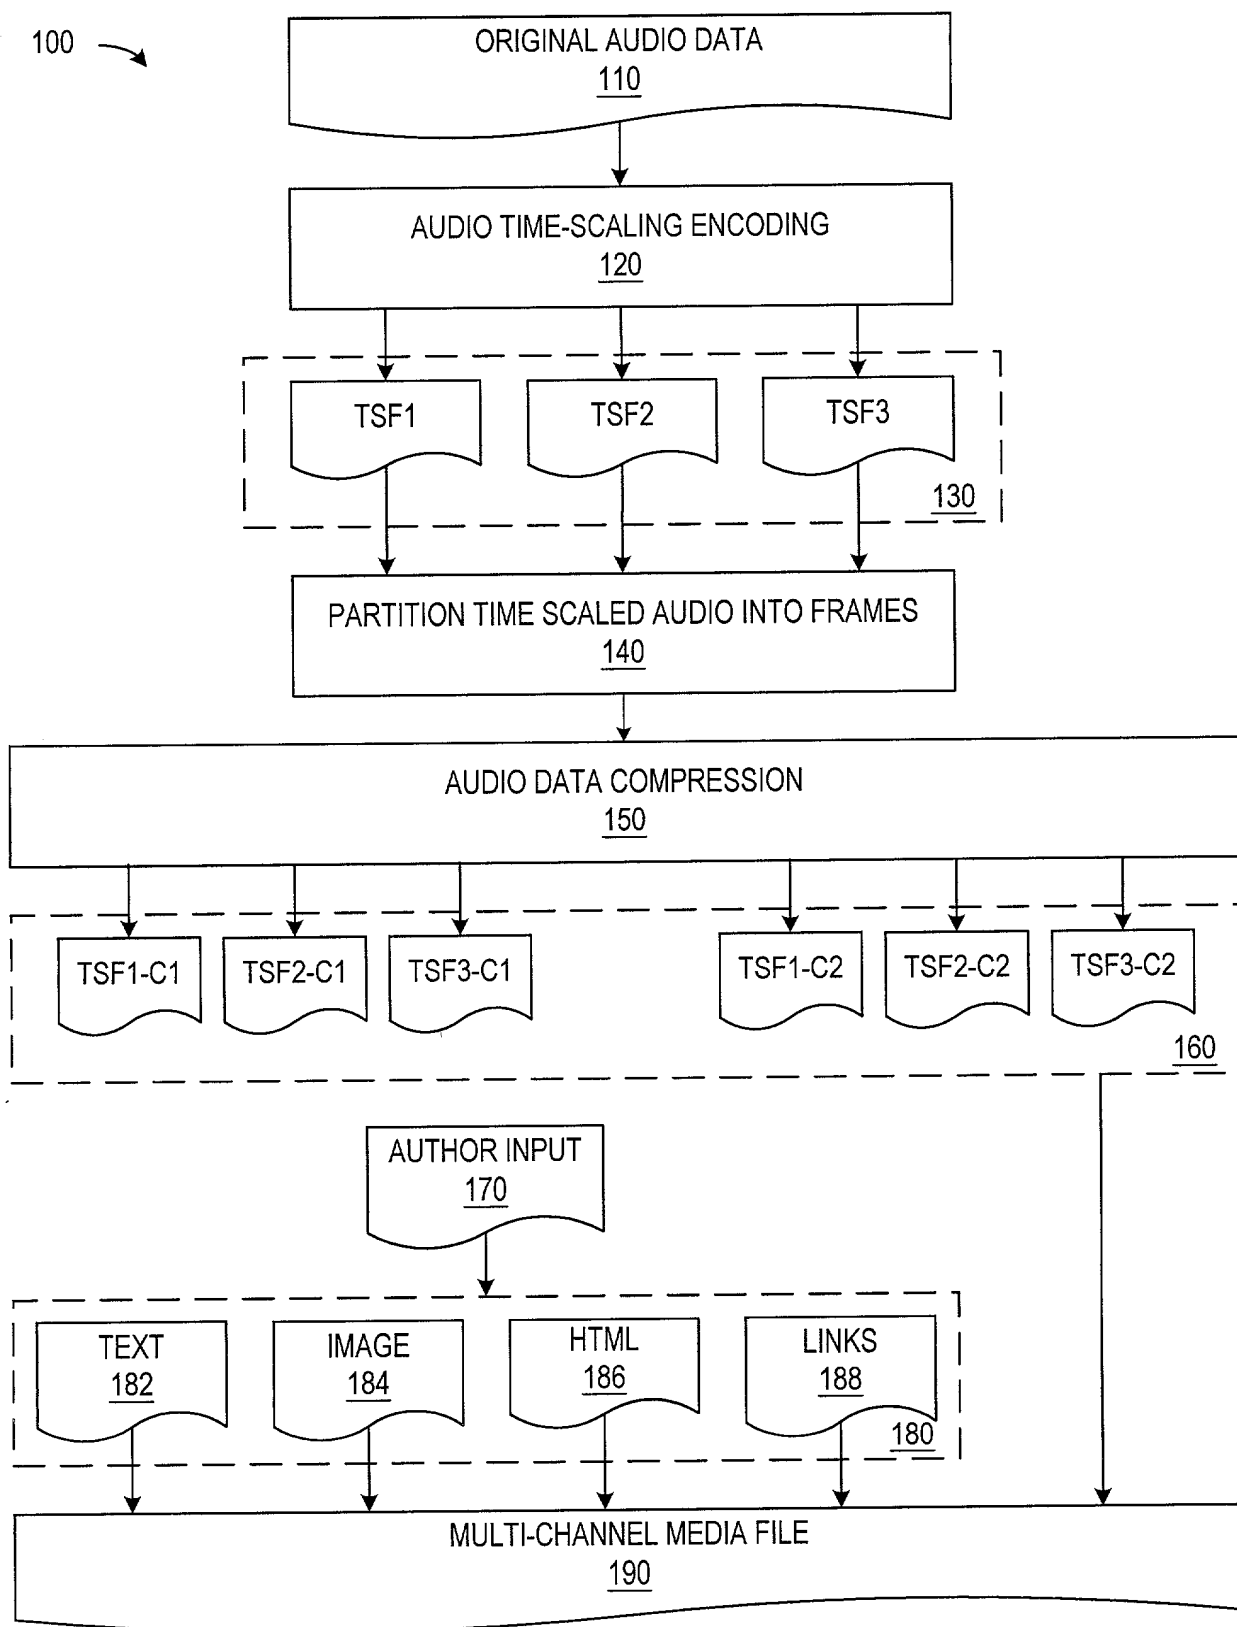 100
ORIGINAL AUDIO DATA
110
AUDIO TIME-SCALING ENCODING
120
TSF1
TSF2
TSF3
130
PARTITION TIME SCALED AUDIO INTO FRAMES
140
AUDIO DATA COMPRESSION
150
TSF1-C1
TSF2-C1
TSF3-C1
TSF1-C2
TSF2-C2
TSF3-C2
160
AUTHOR INPUT
170
TEXT
182
IMAGE
184
HTML
186
LINKS
188
180
MULTI-CHANNEL MEDIA FILE
190